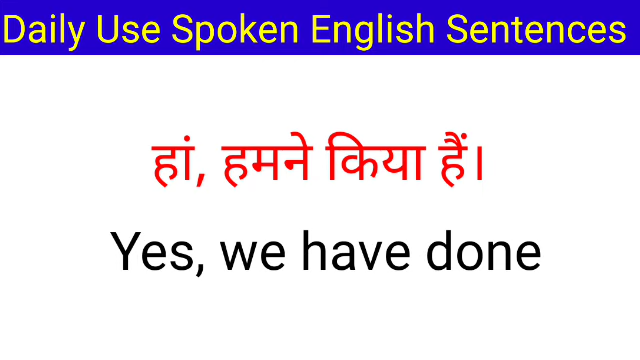 Daily Use Spoken English Sentences
हां, हमने किया हैं।
Yes, we have done